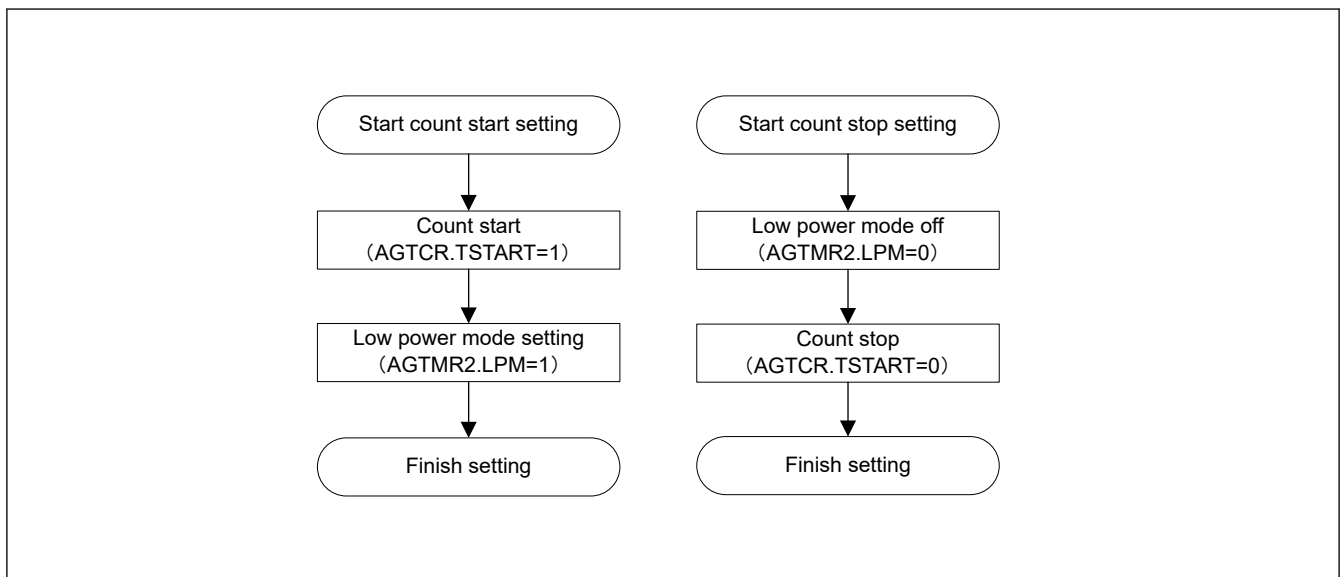 Start count start setting
Count start
（AGTCR.TSTART=1）
Low power mode setting
（AGTMR2.LPM=1）
Finish setting
Start count stop setting
Low power mode off
（AGTMR2.LPM=0）
Count stop
（AGTCR.TSTART=0）
Finish setting